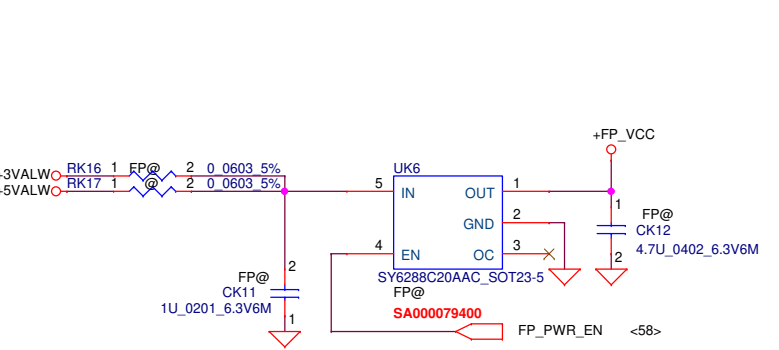 +FP_VCC
+3VALW RK16 1 FP@ 2 0_0603_5%
+5VALW RK17 1 @ 2 0_0603_5%
UK6
5 IN OUT 1
GND 2
4 EN OC 3
SY6288C20AAC_SOT23-5
FP@
SA000079400
1
FP@
CK12
4.7U_0402_6.3V6M
2
2
FP@
CK11
1U_0201_6.3V6M
1
FP_PWR_EN <58>